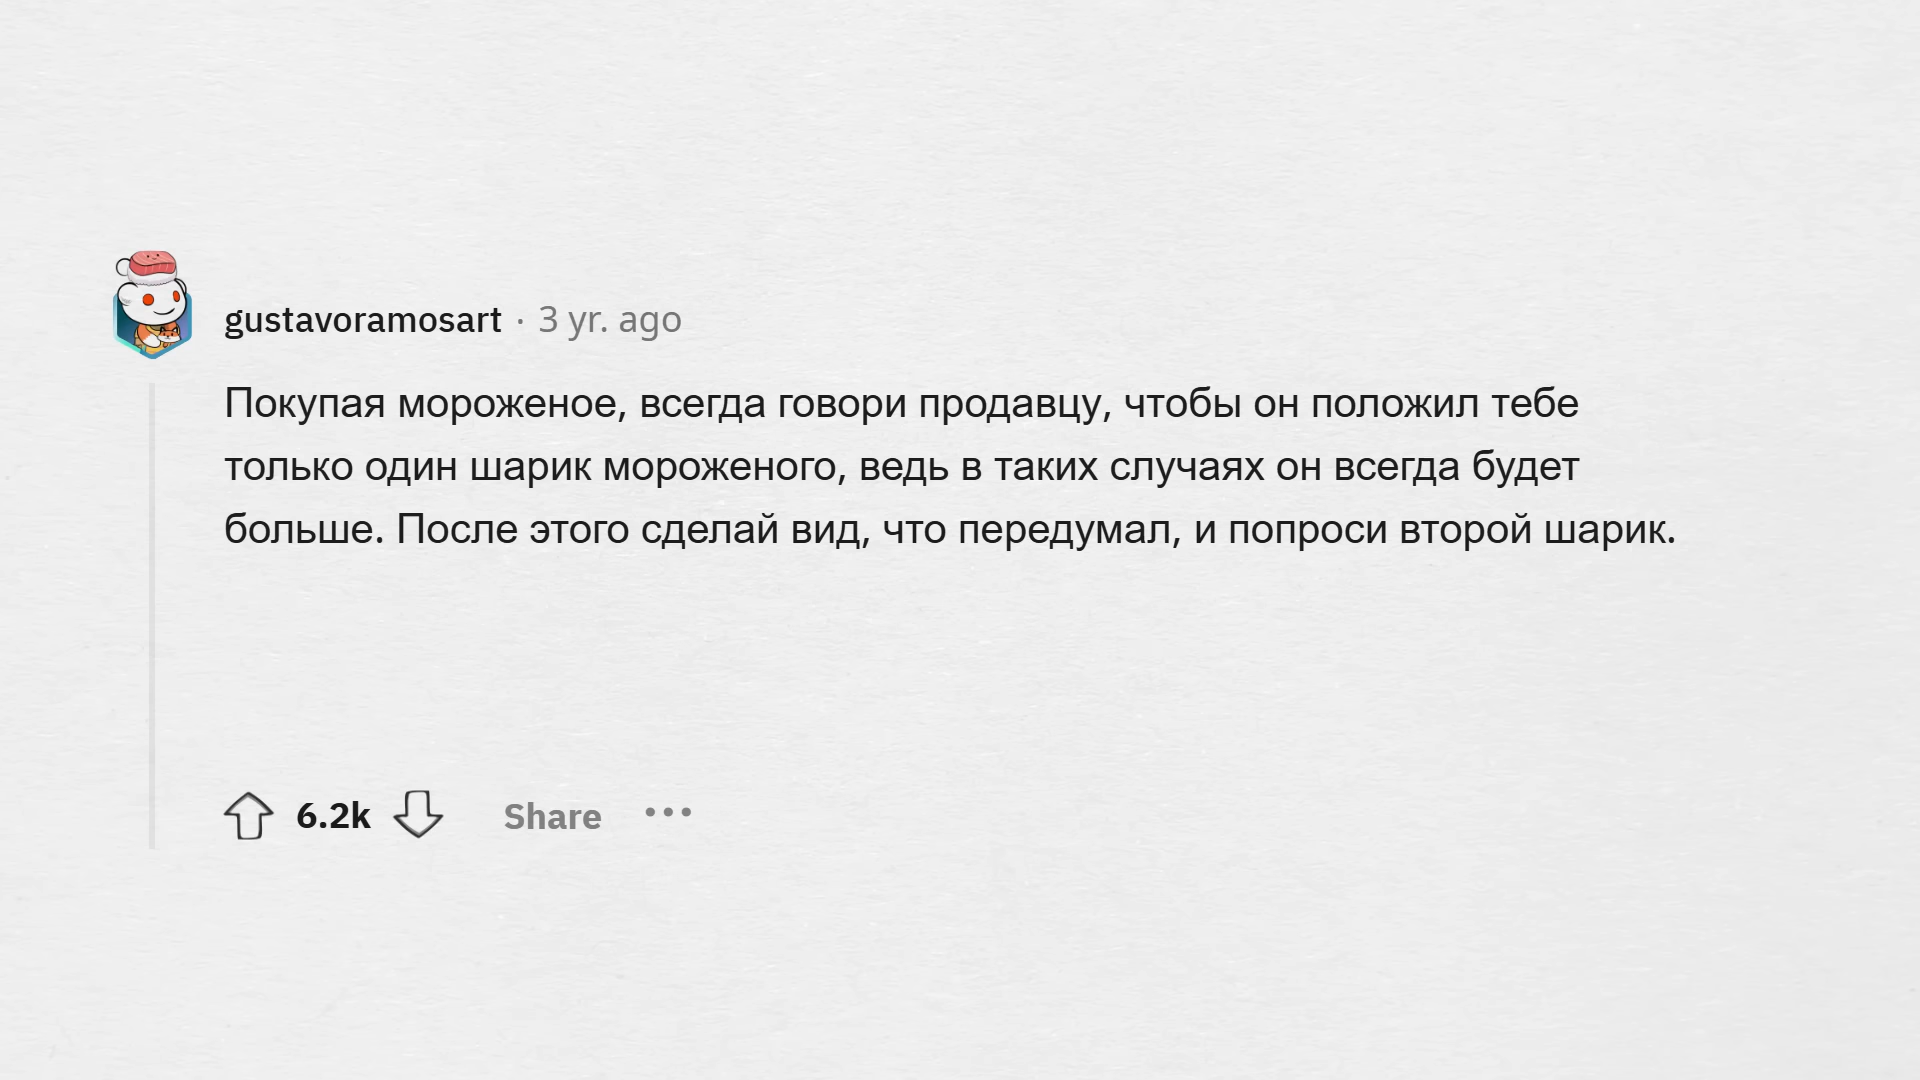 gustavoramosart · 3 yr. ago
Покупая мороженое, всегда говори продавцу, чтобы он положил тебе
только один шарик мороженого, ведь в таких случаях он всегда будет
больше. После этого сделай вид, что передумал, и попроси второй шарик.
6.2k Share •••